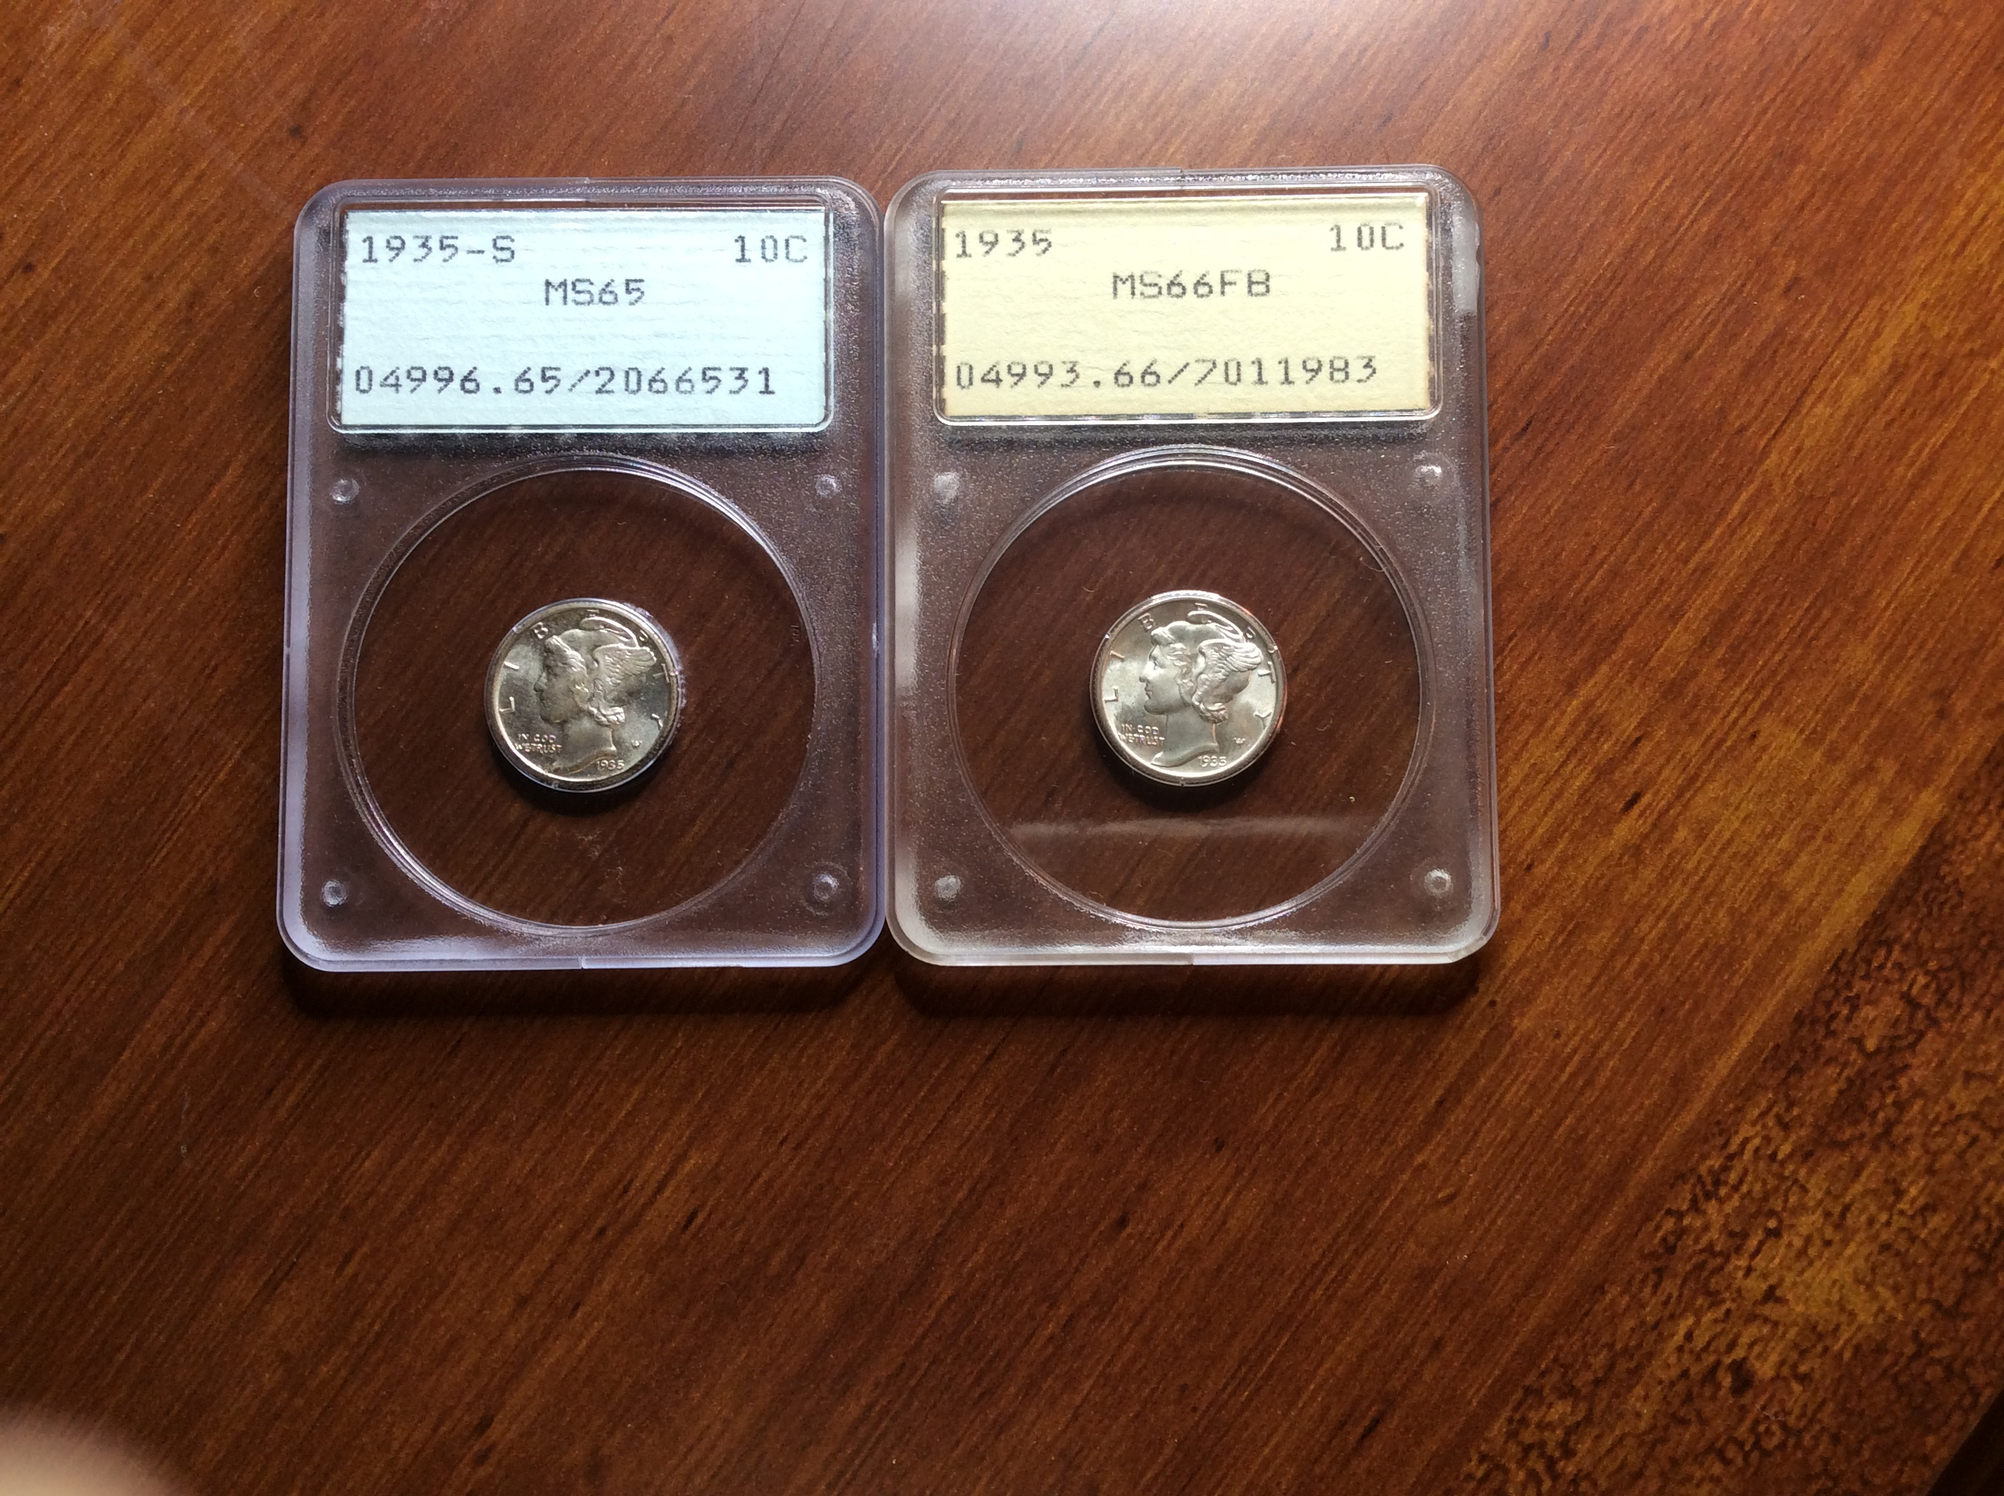 1935-S 10C
MS65
04996.65/2066531
1935 10C
MS66FB
04993.66/7011983
LIBERTY
IN GOD
WE TRUST
1935
LIBERTY
IN GOD
WE TRUST
1935